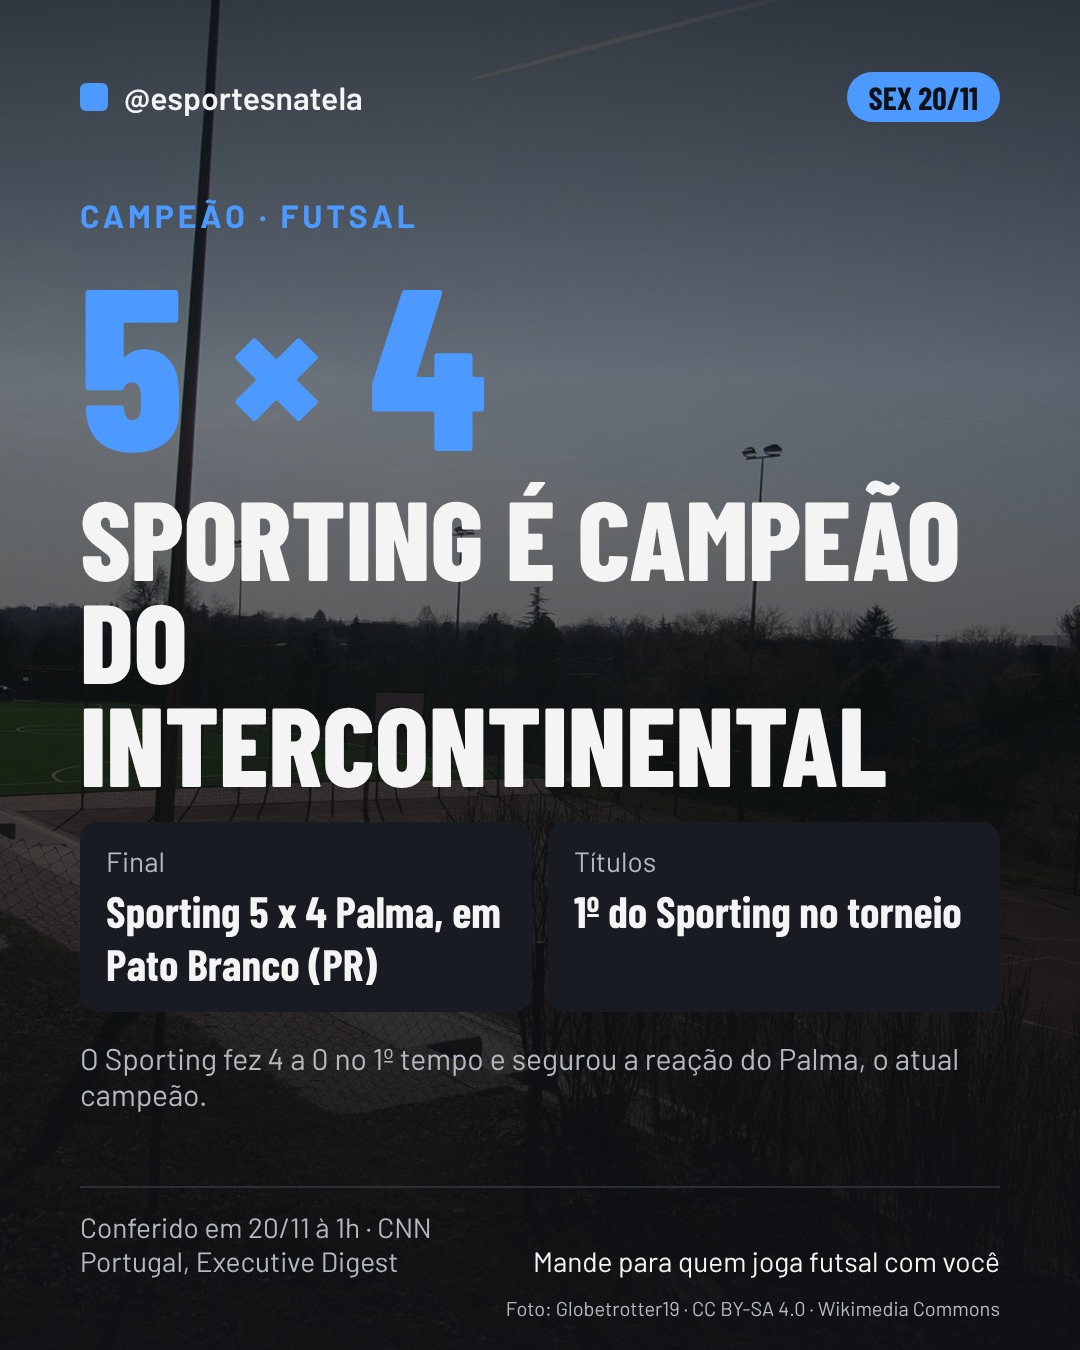 @esportesnatela
SEX 20/11
CAMPEÃO · FUTSAL
5 × 4
SPORTING É CAMPEÃO
DO
INTERCONTINENTAL
Final
Sporting 5 x 4 Palma, em
Pato Branco (PR)
Títulos
1º do Sporting no torneio
O Sporting fez 4 a 0 no 1º tempo e segurou a reação do Palma, o atual
campeão.
Conferido em 20/11 à 1h · CNN
Portugal, Executive Digest
Mande para quem joga futsal com você
Foto: Globetrotter19 · CC BY-SA 4.0 · Wikimedia Commons